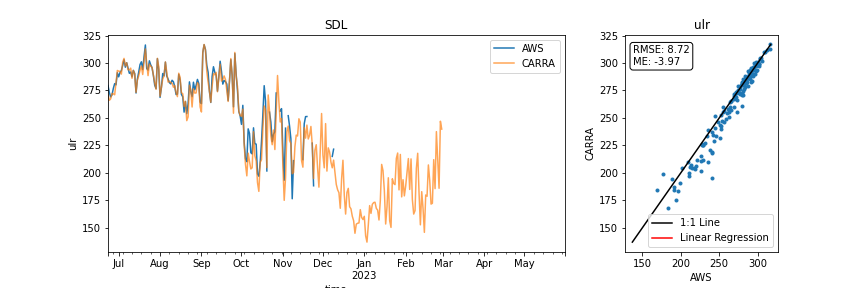 SDL
ulr
325
300
275
250
225
200
175
150
AWS
CARRA
Jul Aug Sep Oct Nov Dec Jan Feb Mar Apr May
2023
ulr
CARRA
325
300
275
250
225
200
175
150
RMSE: 8.72
ME: -3.97
1:1 Line
Linear Regression
150 200 250 300
AWS